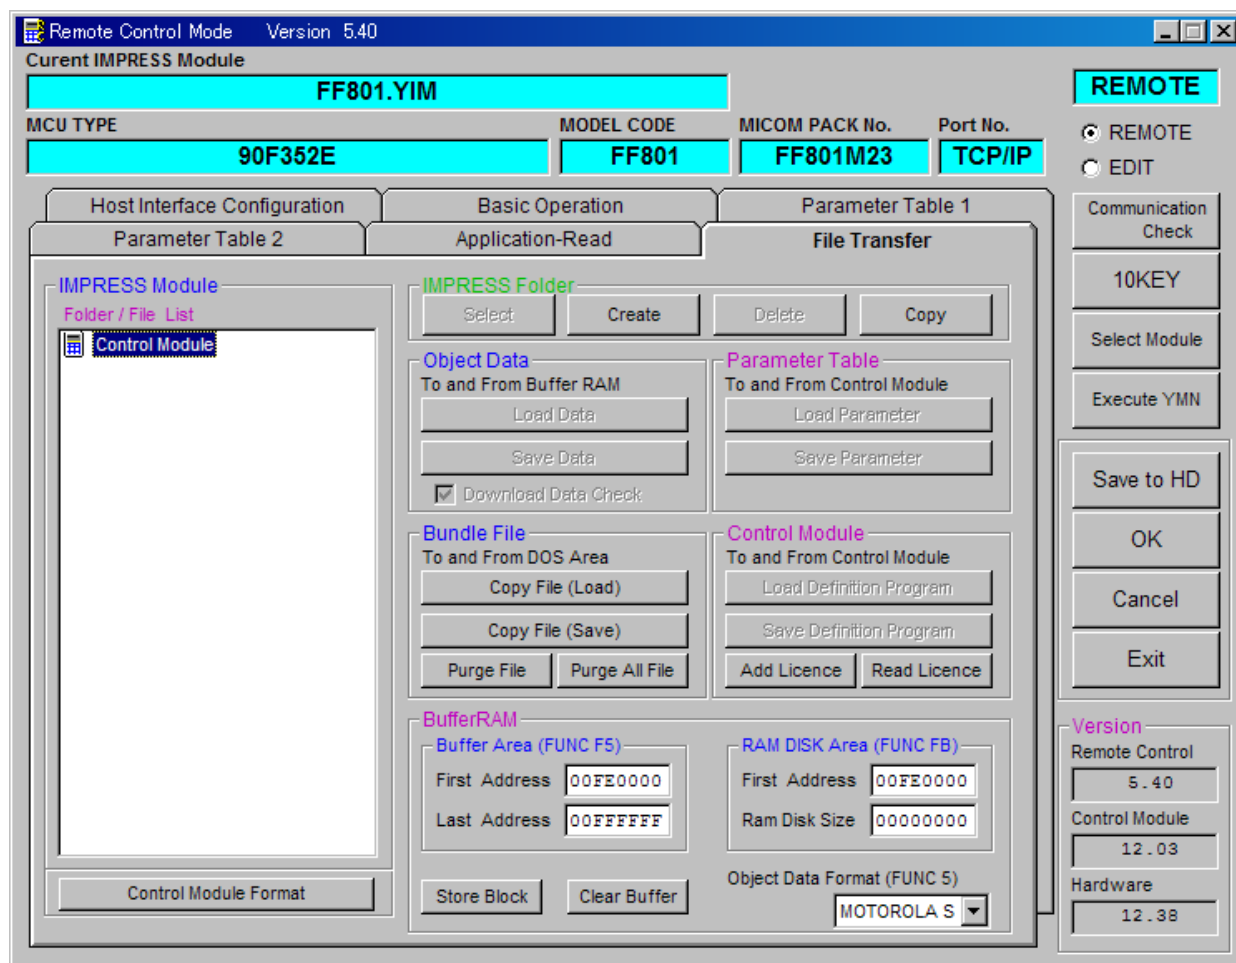 Remote Control Mode Version 5.40
Curent IMPRESS Module
FF801.YIM
REMOTE
MCU TYPE MODEL CODE MICOM PACK No. Port No.
90F352E FF801 FF801M23 TCP/IP
REMOTE
EDIT
Host Interface Configuration Basic Operation Parameter Table 1
Parameter Table 2 Application-Read File Transfer
Communication
Check
10KEY
Select Module
Execute YMN
Save to HD
OK
Cancel
Exit
IMPRESS Module
Folder / File List
Control Module
Control Module Format
IMPRESS Folder
Select Create Delete Copy
Object Data
To and From Buffer RAM
Load Data
Save Data
Download Data Check
Parameter Table
To and From Control Module
Load Parameter
Save Parameter
Bundle File
To and From DOS Area
Copy File (Load)
Copy File (Save)
Purge File Purge All File
Control Module
To and From Control Module
Load Definition Program
Save Definition Program
Add Licence Read Licence
BufferRAM
Buffer Area (FUNC F5)
First Address 00FE0000
Last Address 00FFFFFF
RAM DISK Area (FUNC FB)
First Address 00FE0000
Ram Disk Size 00000000
Store Block Clear Buffer
Object Data Format (FUNC 5)
MOTOROLA S
Version
Remote Control
5.40
Control Module
12.03
Hardware
12.38